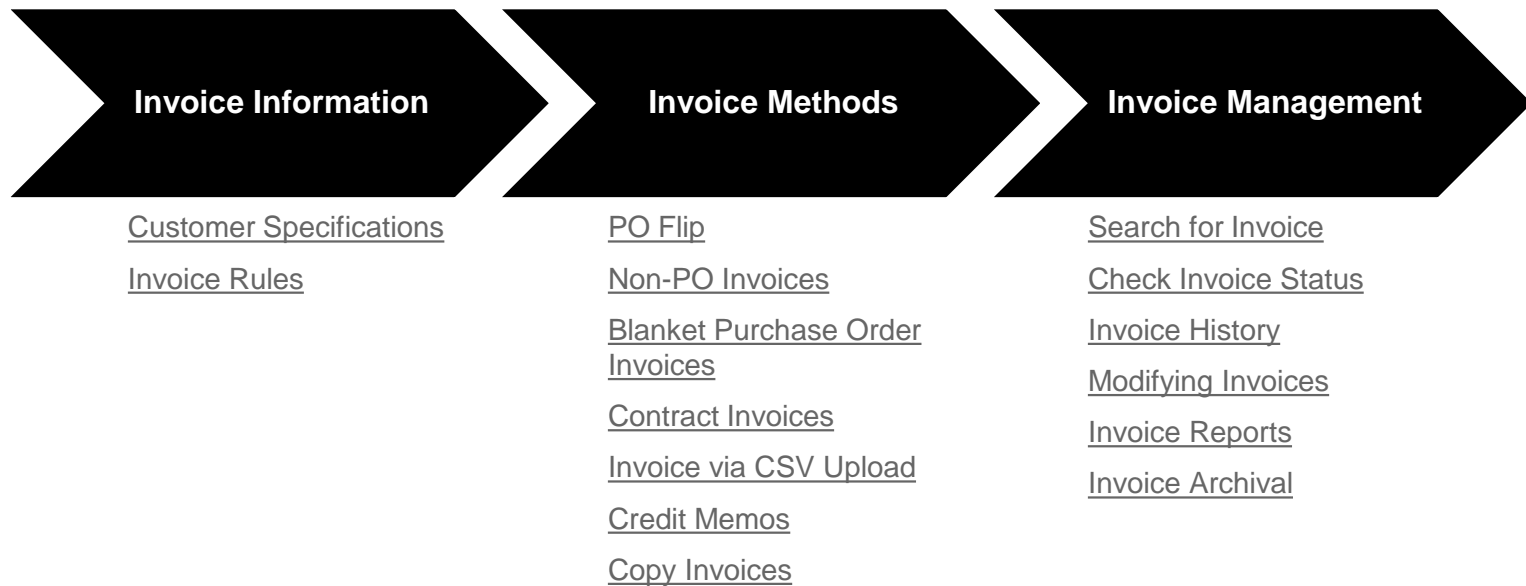 Invoice Information
Invoice Methods
Invoice Management
Customer Specifications
Invoice Rules
PO Flip
Non-PO Invoices
Blanket Purchase Order
Invoices
Contract Invoices
Invoice via CSV Upload
Credit Memos
Copy Invoices
Search for Invoice
Check Invoice Status
Invoice History
Modifying Invoices
Invoice Reports
Invoice Archival